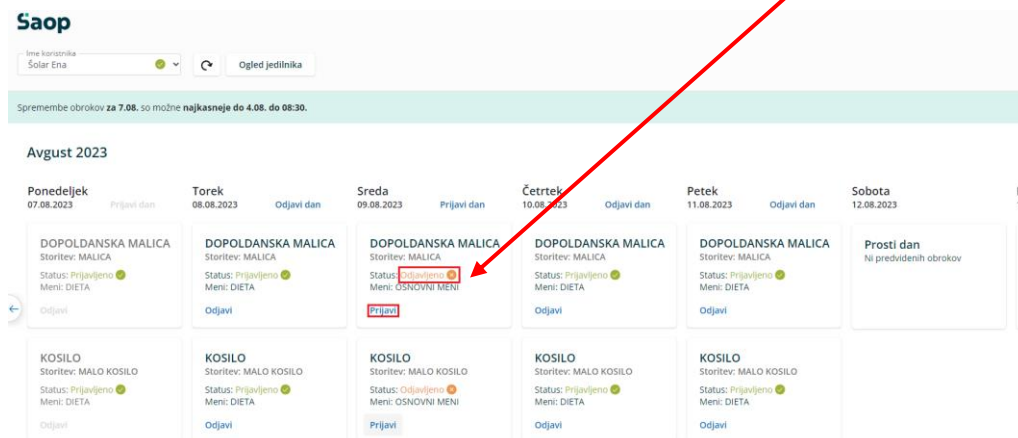 Saop
Ime koristnika
Šolar Ena
Ogled jedilnika
Spremembe obrokov za 7.08. so možne najkasneje do 4.08. do 08:30.
Avgust 2023
Ponedeljek
07.08.2023 Prijavi dan
Torek
08.08.2023 Odjavi dan
Sreda
09.08.2023 Prijavi dan
Četrtek
10.08.2023 Odjavi dan
Petek
11.08.2023 Odjavi dan
Sobota
12.08.2023
DOPOLDANSKA MALICA
Storitev: MALICA
Status: Prijavljeno
Meni: DIETA
Odjavi
DOPOLDANSKA MALICA
Storitev: MALICA
Status: Prijavljeno
Meni: DIETA
Odjavi
DOPOLDANSKA MALICA
Storitev: MALICA
Status: Odjavljeno
Meni: OSNOVNI MENI
Prijavi
DOPOLDANSKA MALICA
Storitev: MALICA
Status: Prijavljeno
Meni: DIETA
Odjavi
DOPOLDANSKA MALICA
Storitev: MALICA
Status: Prijavljeno
Meni: DIETA
Odjavi
Prosti dan
Ni predvidenih obrokov
KOSILO
Storitev: MALO KOSILO
Status: Prijavljeno
Meni: DIETA
Odjavi
KOSILO
Storitev: MALO KOSILO
Status: Prijavljeno
Meni: DIETA
Odjavi
KOSILO
Storitev: MALO KOSILO
Status: Odjavljeno
Meni: OSNOVNI MENI
Prijavi
KOSILO
Storitev: MALO KOSILO
Status: Prijavljeno
Meni: DIETA
Odjavi
KOSILO
Storitev: MALO KOSILO
Status: Prijavljeno
Meni: DIETA
Odjavi